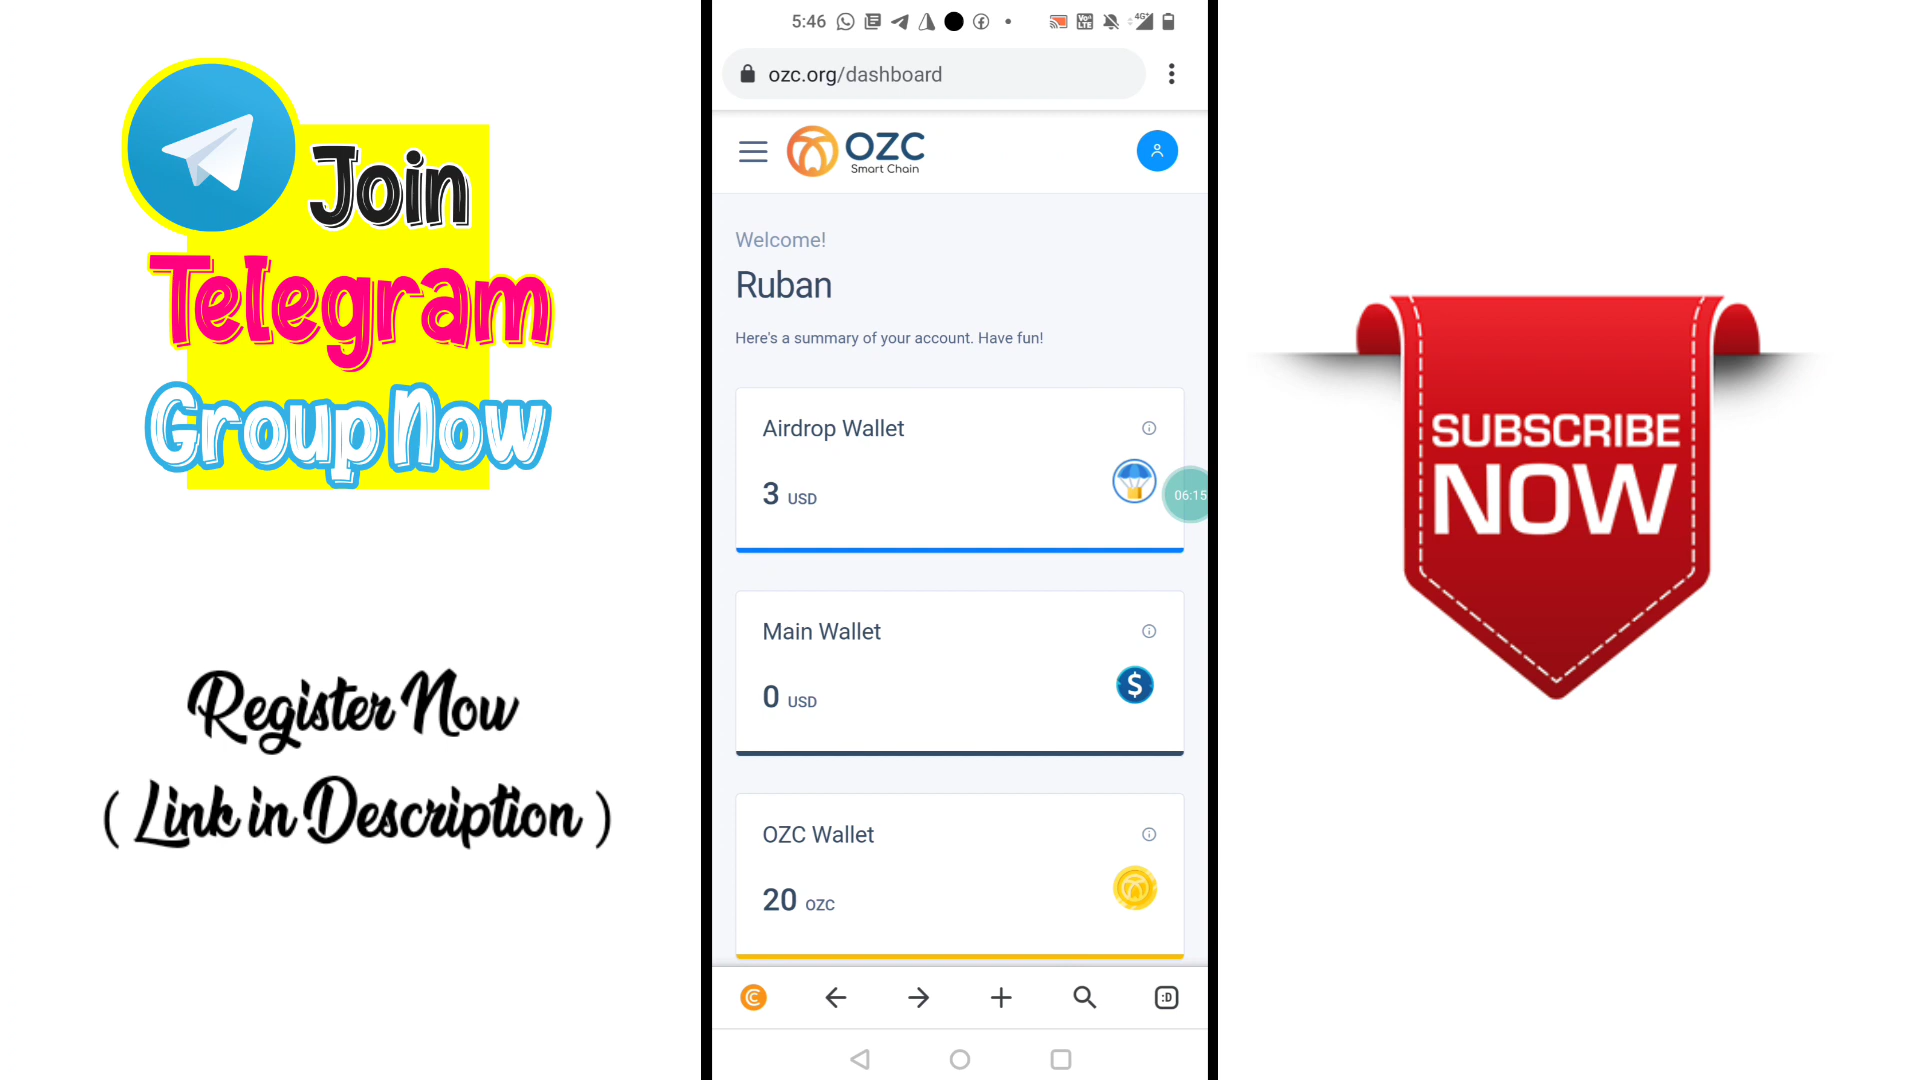 Join
Telegram
Group Now
Register Now
( Link in Description )
5:46
VoLTE
4G+
ozc.org/dashboard
OZC
Smart Chain
Welcome!
Ruban
Here's a summary of your account. Have fun!
Airdrop Wallet
3 USD
06:15
Main Wallet
0 USD
$
OZC Wallet
20 OZC
:D
SUBSCRIBE
NOW